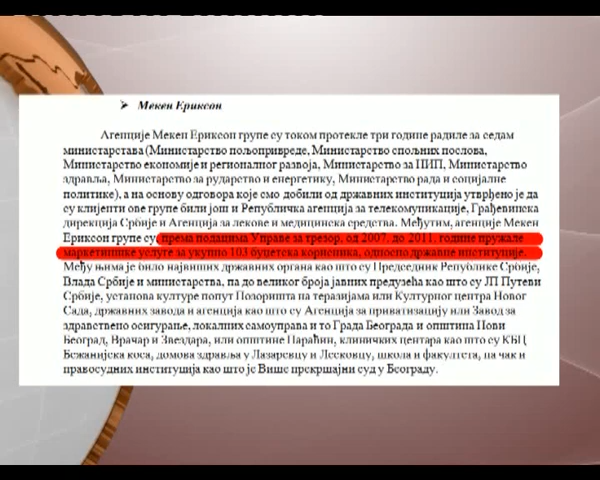 ➤ Мекен Ериксон
Агенције Мекен Ериксон групе су током протекле три године радиле за седам
министарстава (Министарство пољопривреде, Министарство спољних послова,
Министарство економије и регионалног развоја, Министарство за НИП, Министарство
здравља, Министарство за рударство и енергетику, Министарство рада и социјалне
политике), а на основу одговора које смо добили од државних институција утврђено је да
су клијенти ове групе били још и Републичка агенција за телекомуникације, Грађевинска
дирекција Србије и Агенција за лекове и медицинска средства. Међутим, агенције Мекен
Ериксон групе су, према подацима Управе за трезор, од 2007. до 2011. године пружале
маркетиншке услуге за укупно 103 буџетска корисника, односно државне институције.
Међу њима је било највиших државних органа као што су Председник Републике Србије,
Влада Србије и министарства, па до великог броја јавних предузећа као што су ЈП Путеви
Србије, установа културе попут Позоришта на теразијама или Културног центра Новог
Сада, државних завода и агенција као што су Агенција за приватизацију или Завод за
здравствено осигурање, локалних самоуправа и то Града Београда и општина Нови
Београд, Врачар и Звездара, или општине Параћин, клиничких центара као што су КБЦ
Бежанијска коса, домова здравља у Лазаревцу и Лесковцу, школа и факултета, па чак и
правосудних институција као што је Више прекршајни суд у Београду.